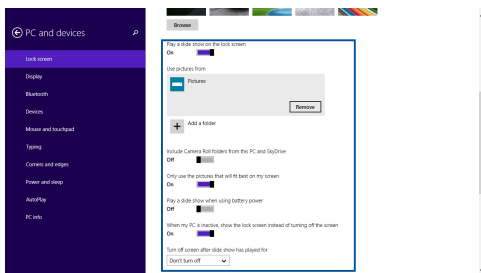 PC and devices
Lock screen
Display
Bluetooth
Devices
Mouse and touchpad
Typing
Corners and edges
Power and sleep
AutoPlay
PC info
Browse
Play a slide show on the lock screen
On
Use pictures from
Pictures
Remove
Add a folder
Include Camera Roll folders from this PC and SkyDrive
Off
Only use the pictures that will fit best on my screen
On
Play a slide show when using battery power
Off
When my PC is inactive, show the lock screen instead of turning off the screen
On
Turn off screen after slide show has played for
Don't turn off